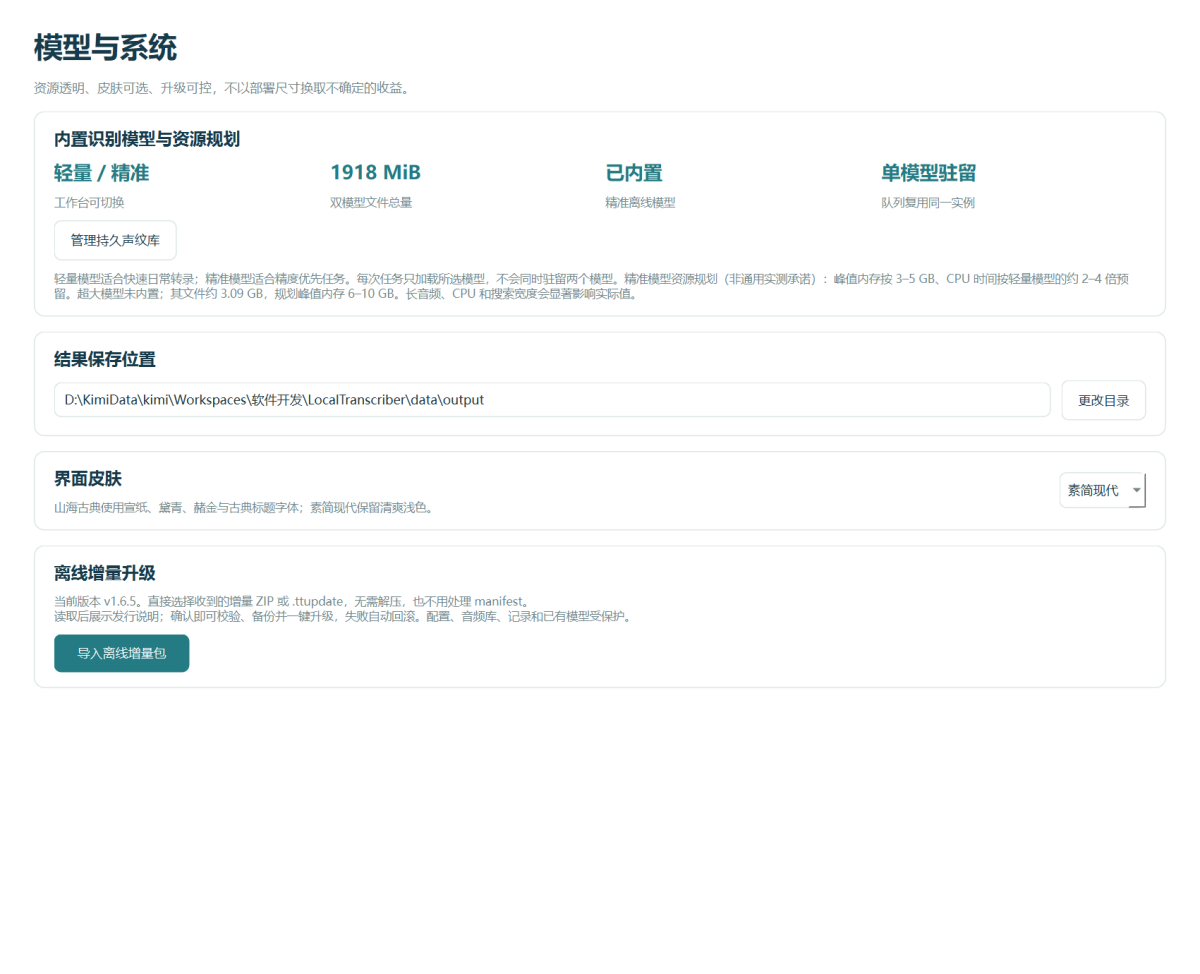 模型与系统
资源透明、皮肤可选、升级可控，不以部署尺寸换取不确定的收益。
内置识别模型与资源规划
轻量 / 精准
1918 MiB
已内置
单模型驻留
工作台可切换
双模型文件总量
精准离线模型
队列复用同一实例
管理持久声纹库
轻量模型适合快速日常转录；精准模型适合精度优先任务。每次任务只加载所选模型，不会同时驻留两个模型。精准模型资源规划（非通用实测承诺）：峰值内存按 3–5 GB、CPU 时间按轻量模型的约 2–4 倍预
留。超大模型未内置；其文件约 3.09 GB，规划峰值内存 6–10 GB。长音频、CPU 和搜索宽度会显著影响实际值。
结果保存位置
D:\KimiData\kimi\Workspaces\软件开发\LocalTranscriber\data\output
更改目录
界面皮肤
山海古典使用宣纸、黛青、赭金与古典标题字体；素简现代保留清爽浅色。
素简现代
离线增量升级
当前版本 v1.6.5。直接选择收到的增量 ZIP 或 .ttupdate，无需解压，也不用处理 manifest。
读取后展示发行说明；确认即可校验、备份并一键升级，失败自动回滚。配置、音频库、记录和已有模型受保护。
导入离线增量包